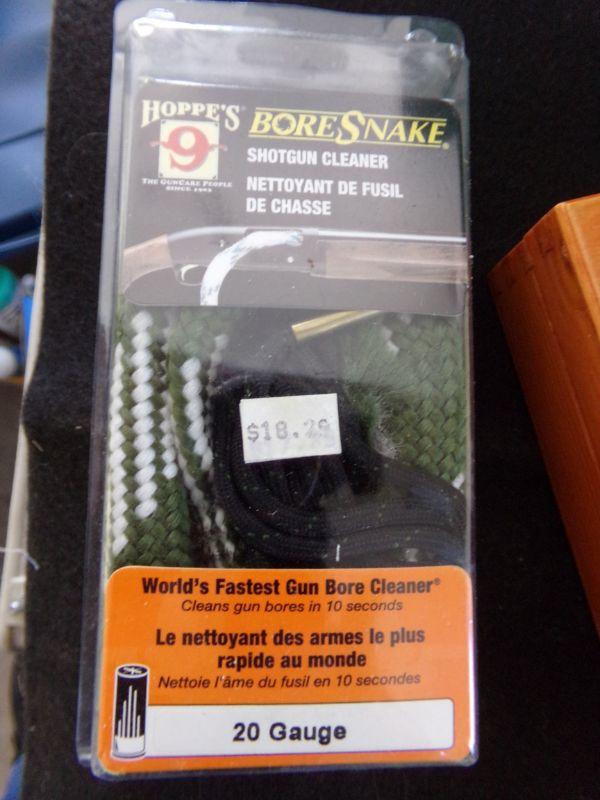 HOPPE'S
9
THE GUNCARE PEOPLE
SINCE 1903
BORESNAKE®
SHOTGUN CLEANER
NETTOYANT DE FUSIL
DE CHASSE
$18.29
World's Fastest Gun Bore Cleaner®
Cleans gun bores in 10 seconds
Le nettoyant des armes le plus
rapide au monde
Nettoie l'âme du fusil en 10 secondes
20 Gauge